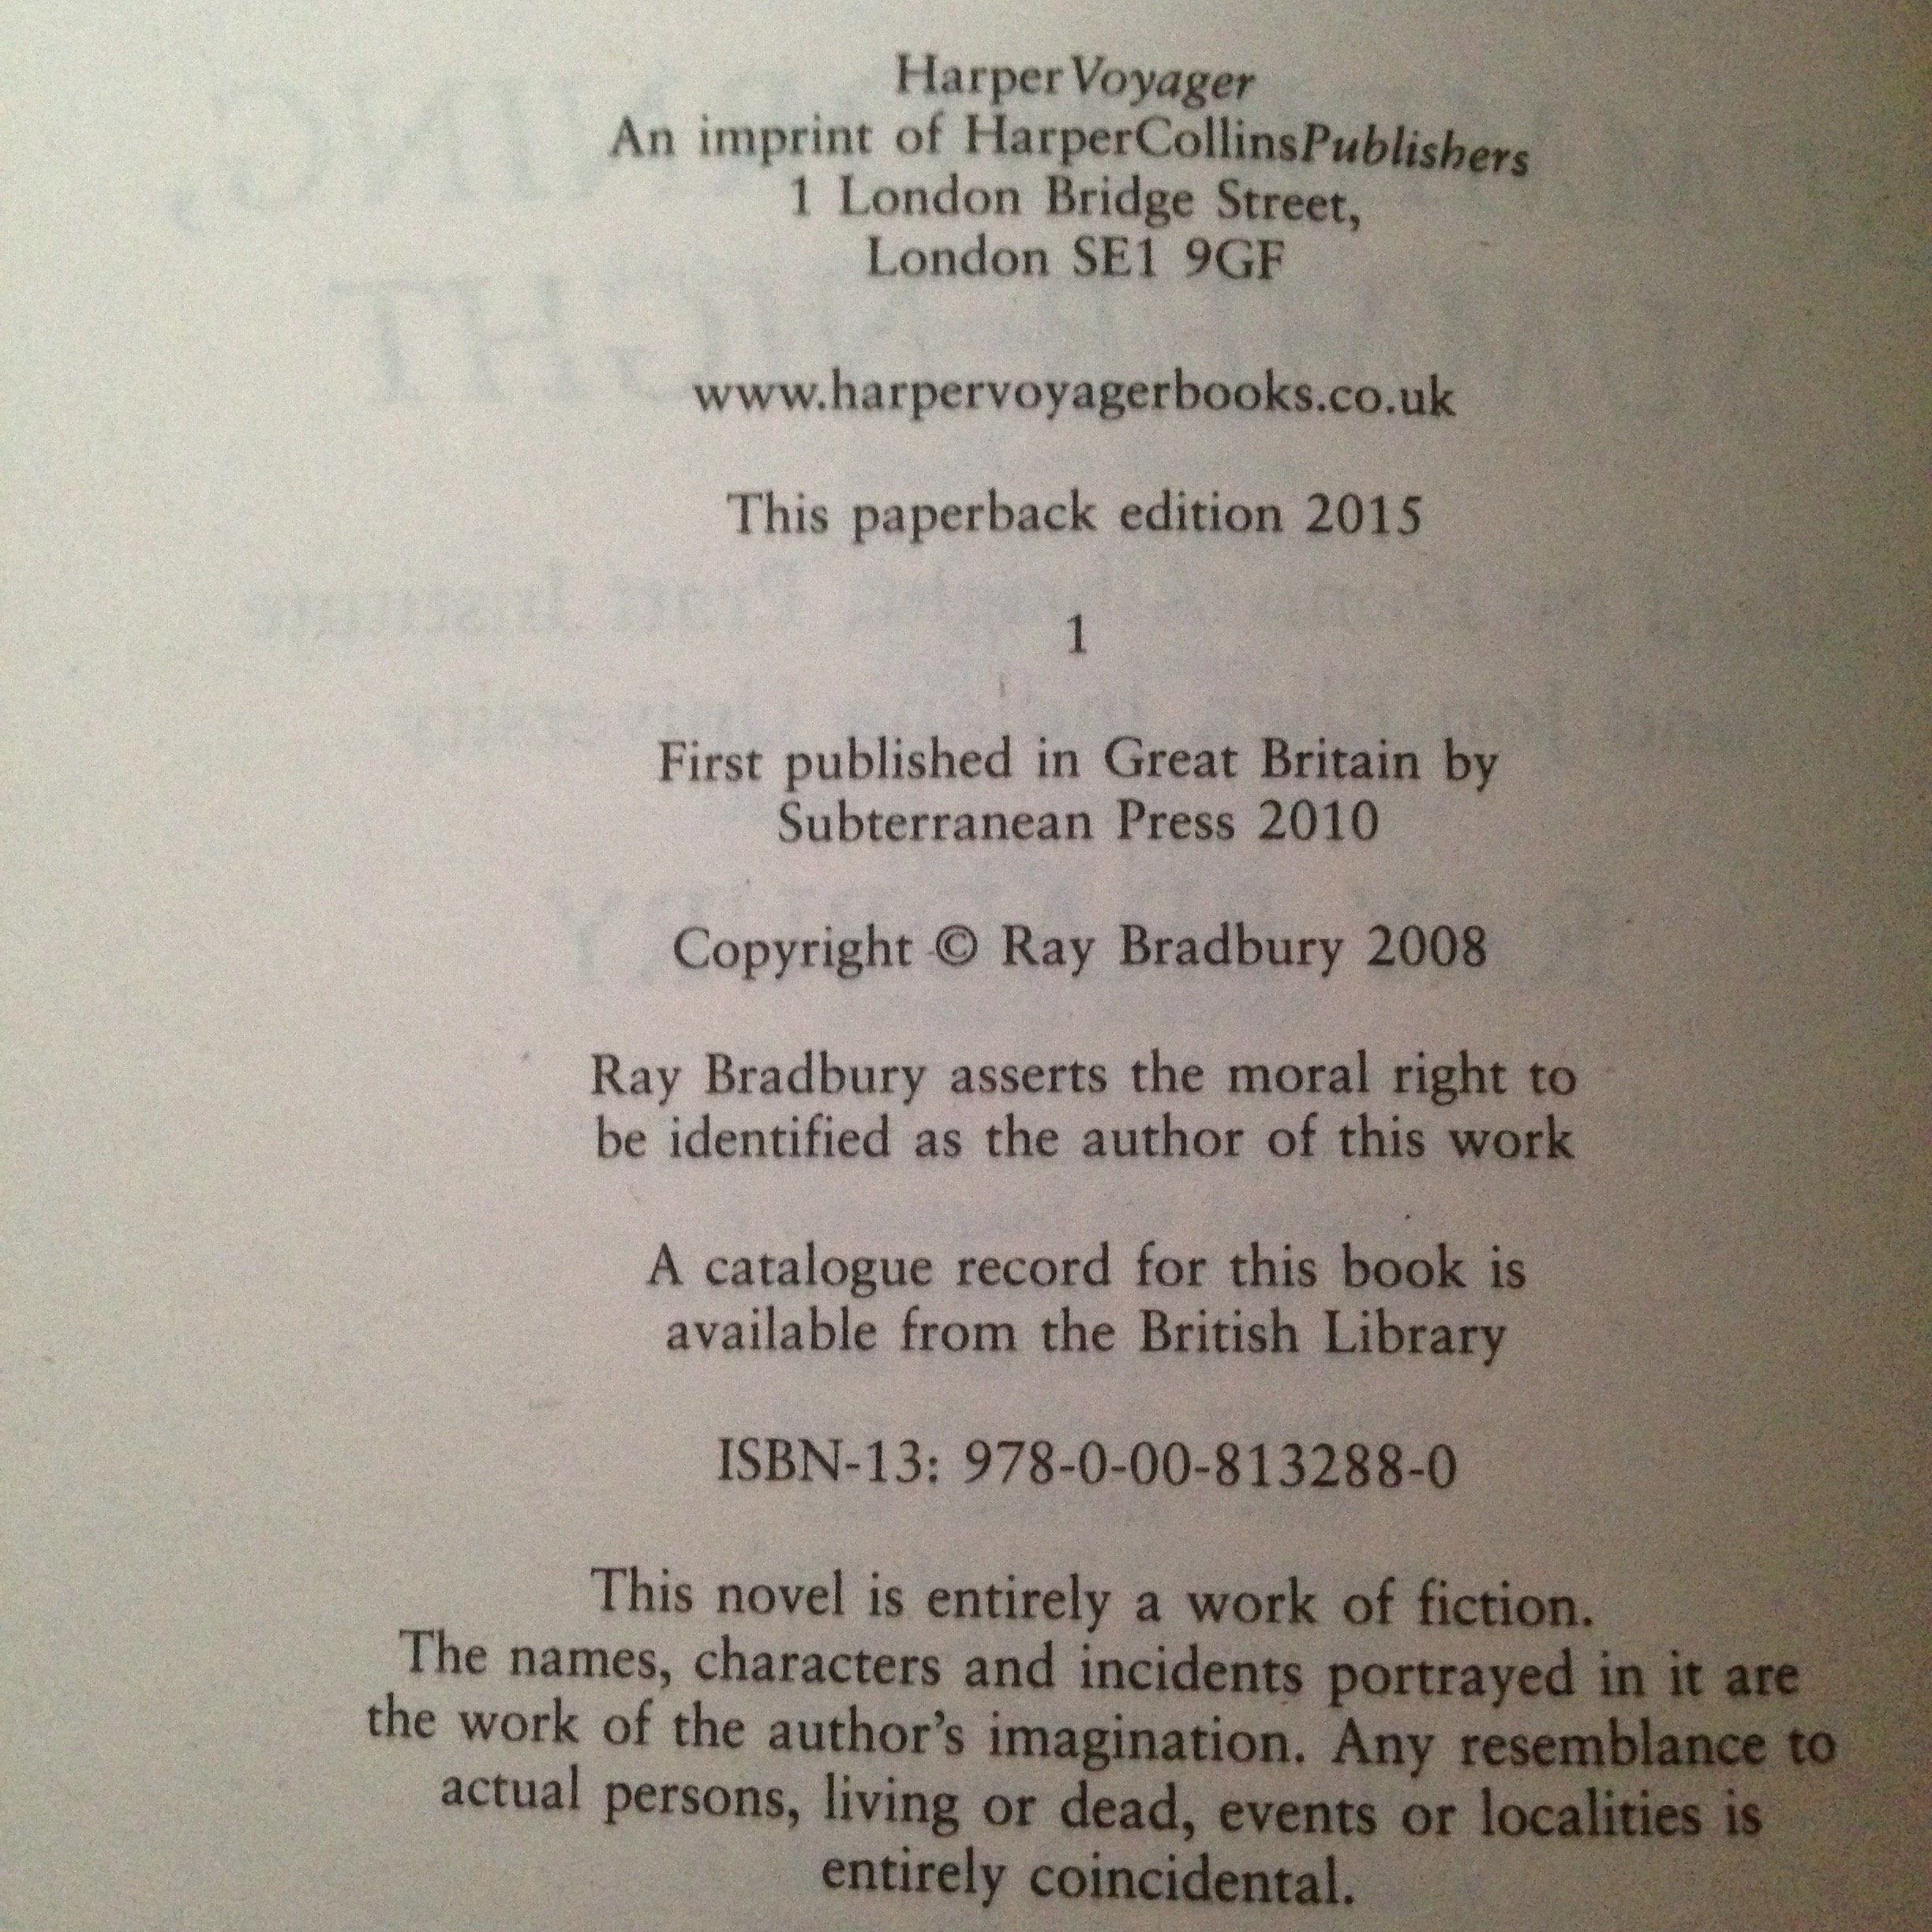 HarperVoyager
An imprint of HarperCollinsPublishers
1 London Bridge Street,
London SE1 9GF
www.harpervoyagerbooks.co.uk
This paperback edition 2015
1
First published in Great Britain by
Subterranean Press 2010
Copyright © Ray Bradbury 2008
Ray Bradbury asserts the moral right to
be identified as the author of this work
A catalogue record for this book is
available from the British Library
ISBN-13: 978-0-00-813288-0
This novel is entirely a work of fiction.
The names, characters and incidents portrayed in it are
the work of the author's imagination. Any resemblance to
actual persons, living or dead, events or localities is
entirely coincidental.